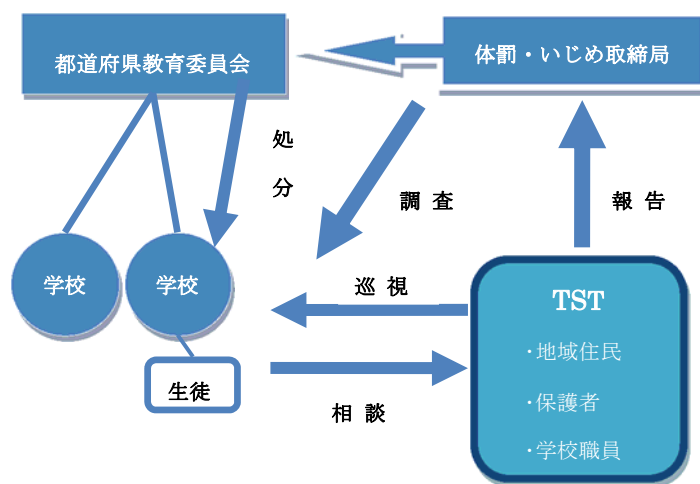 都道府県教育委員会
体罰・いじめ取締局
処
分
調 査
報 告
学校
学校
巡 視
TST
・地域住民
・保護者
・学校職員
生徒
相 談